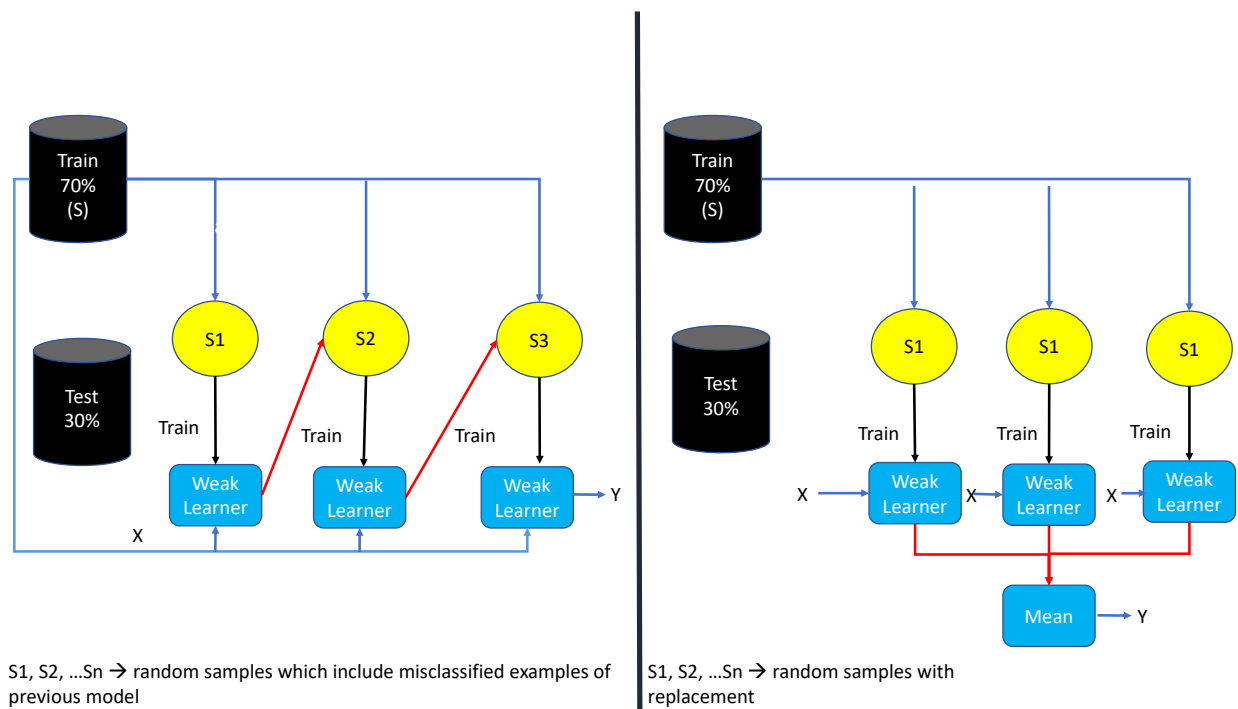 Train
70%
(S)
S1
S2
S3
Test
30%
Train
Train
Train
Weak
Learner
Weak
Learner
Weak
Learner
Y
X
S1, S2, …Sn → random samples which include misclassified examples of
previous model
Train
70%
(S)
S1
S1
S1
Test
30%
Train
Train
Train
X
Weak
Learner
X
Weak
Learner
X
Weak
Learner
Mean
Y
S1, S2, …Sn → random samples with
replacement